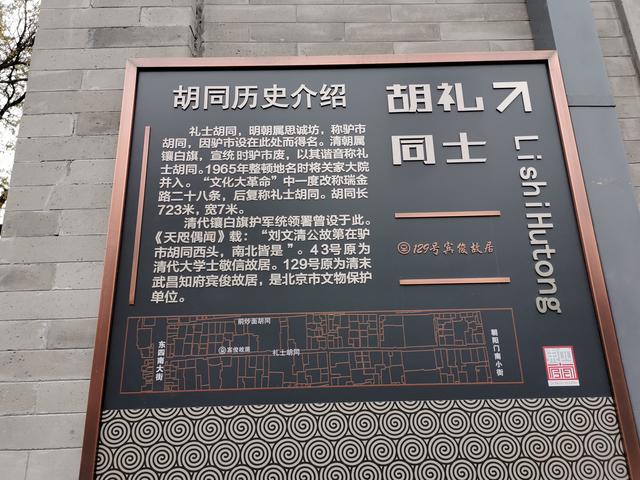 胡同历史介绍
礼士胡同，明朝属思诚坊，称驴市
胡同，因驴市设在此处而得名。清朝属
镶白旗，宣统时驴市废，以其谐音称礼
士胡同。1965年整顿地名时将关家大院
并入。“文化大革命”中一度改称瑞金
路二十八条，后复称礼士胡同。胡同长
723米，宽7米。
清代镶白旗护军统领署曾设于此。
《天咫偶闻》载：“刘文清公故第在驴
市胡同西头，南北皆是”。43号原为
清代大学士敬信故居。129号原为清末
武昌知府宾俊故居，是北京市文物保护
单位。
胡礼
同士
LishiHutong
129号宾俊故居
前炒面胡同
东四南大街
宾俊故居
礼士胡同
朝阳门南小街